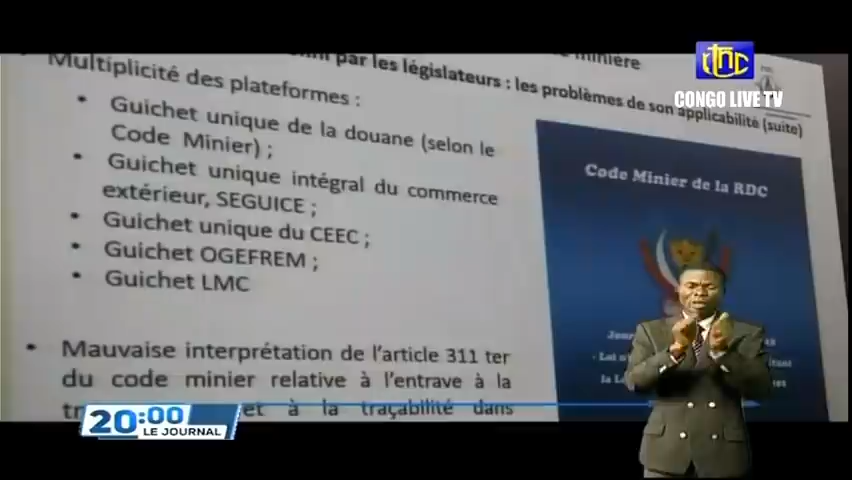 minière
par les législateurs : les problèmes de son applicabilité (suite)
Multiplicité des plateformes :
• Guichet unique de la douane (selon le
Code Minier) ;
• Guichet unique intégral du commerce
extérieur, SEGUICE ;
• Guichet unique du CEEC ;
• Guichet OGEFREM ;
• Guichet LMC
• Mauvaise interprétation de l'article 311 ter
du code minier relative à l'entrave à la
et à la traçabilité dans
Code Minier de la RDC
CONGO LIVE TV
20:00
LE JOURNAL